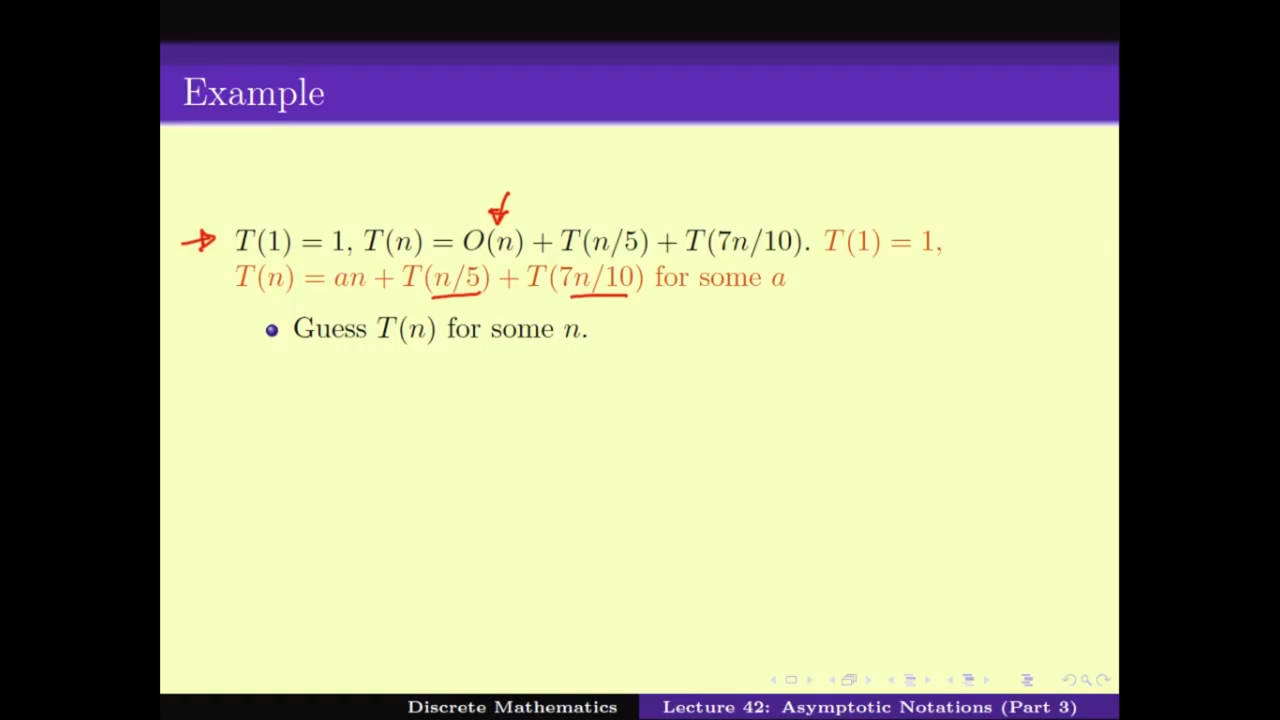 Example
T(1) = 1, T(n) = O(n) + T(n/5) + T(7n/10). T(1) = 1,
T(n) = an + T(n/5) + T(7n/10) for some a
Guess T(n) for some n.
Discrete Mathematics Lecture 42: Asymptotic Notations (Part 3)